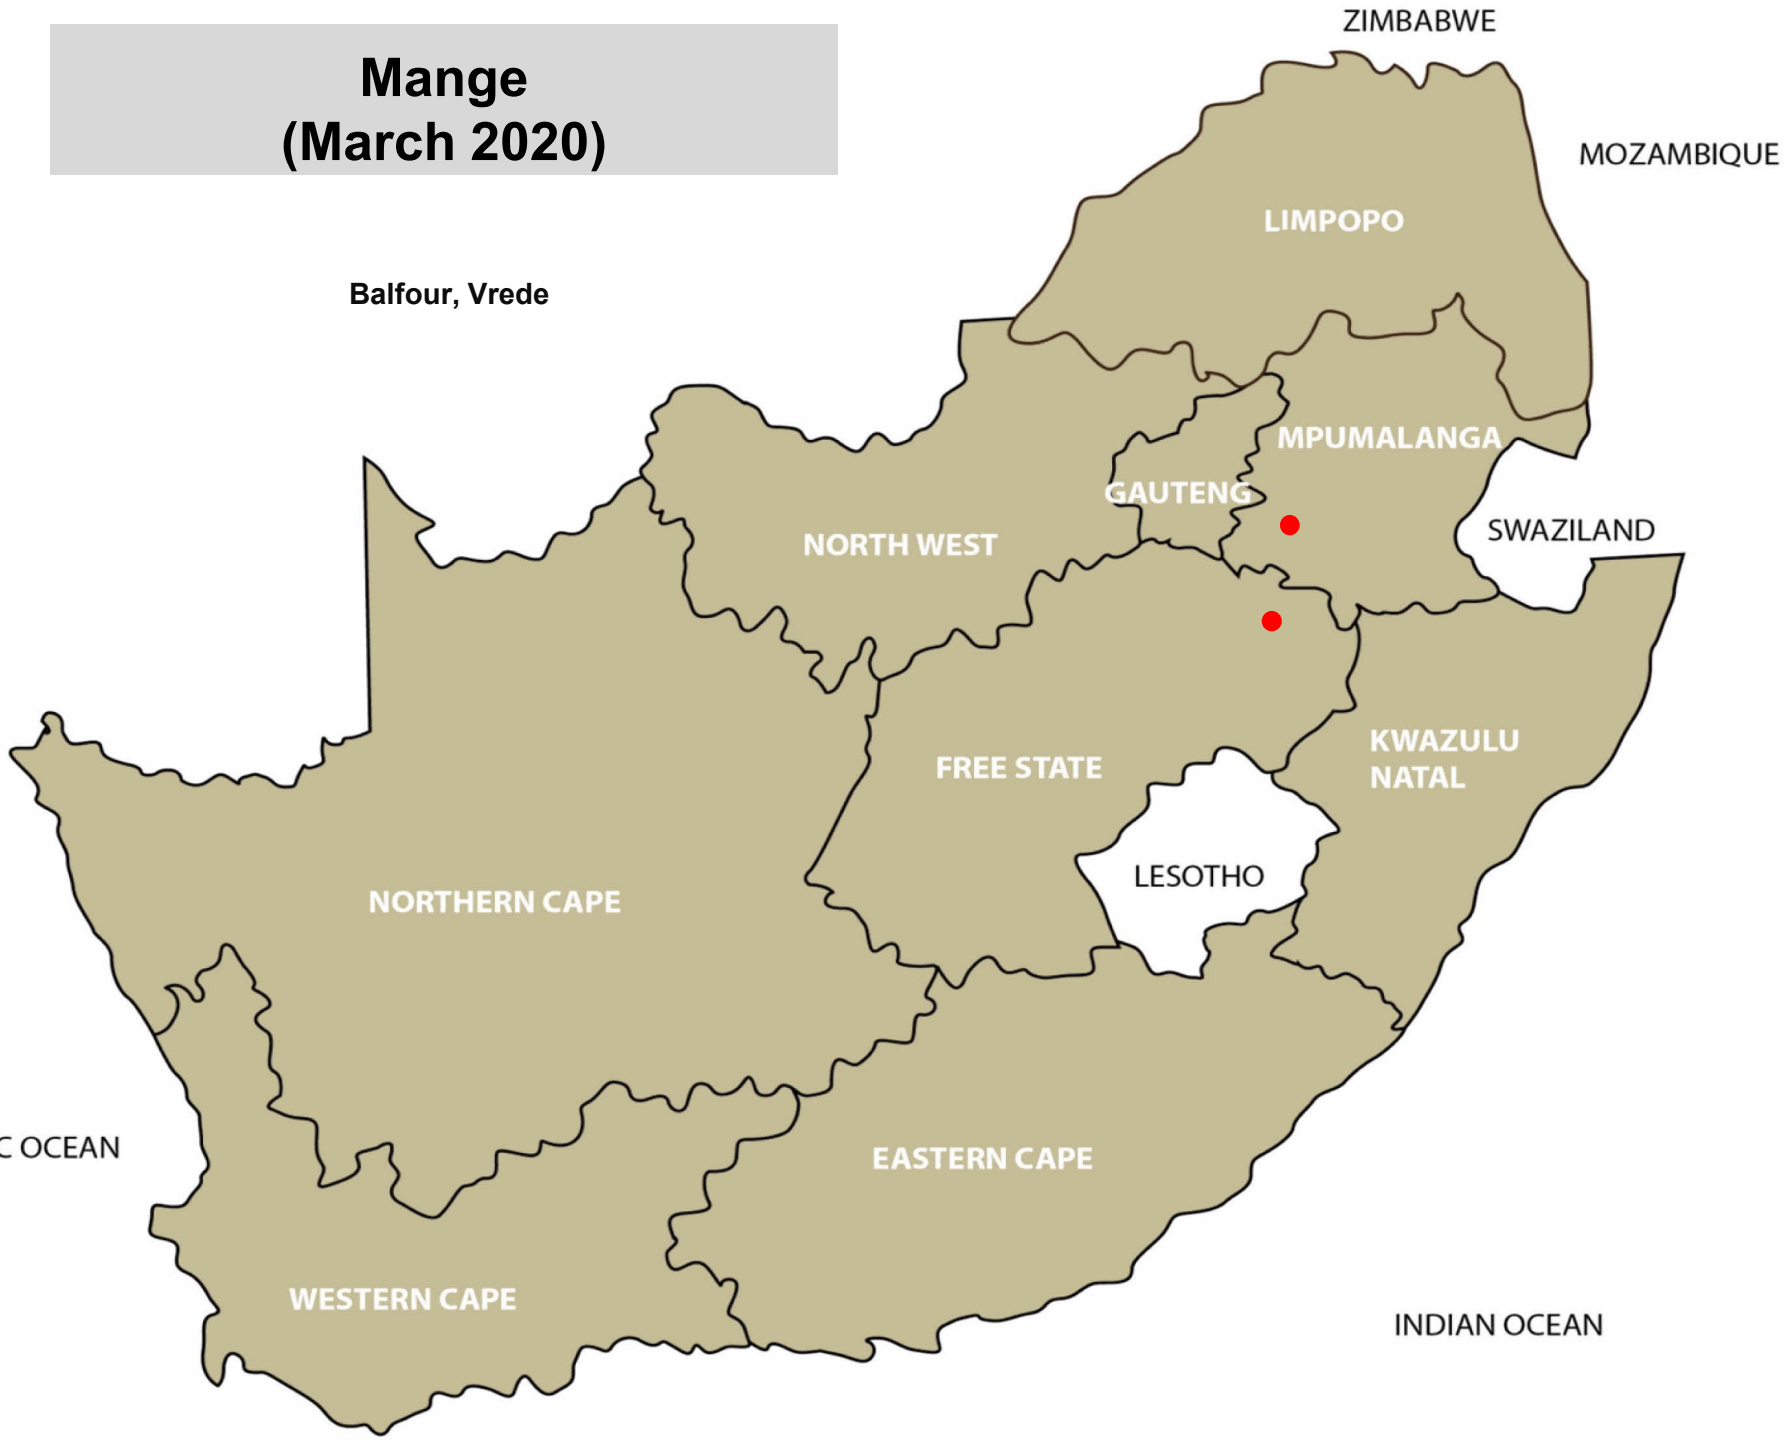 ZIMBABWE
Mange
(March 2020)
MOZAMBIQUE
LIMPOPO
Balfour, Vrede
MPUMALANGA
GAUTENG
SWAZILAND
NORTH WEST
KWAZULU
NATAL
FREE STATE
LESOTHO
NORTHERN CAPE
C OCEAN
EASTERN CAPE
WESTERN CAPE
INDIAN OCEAN